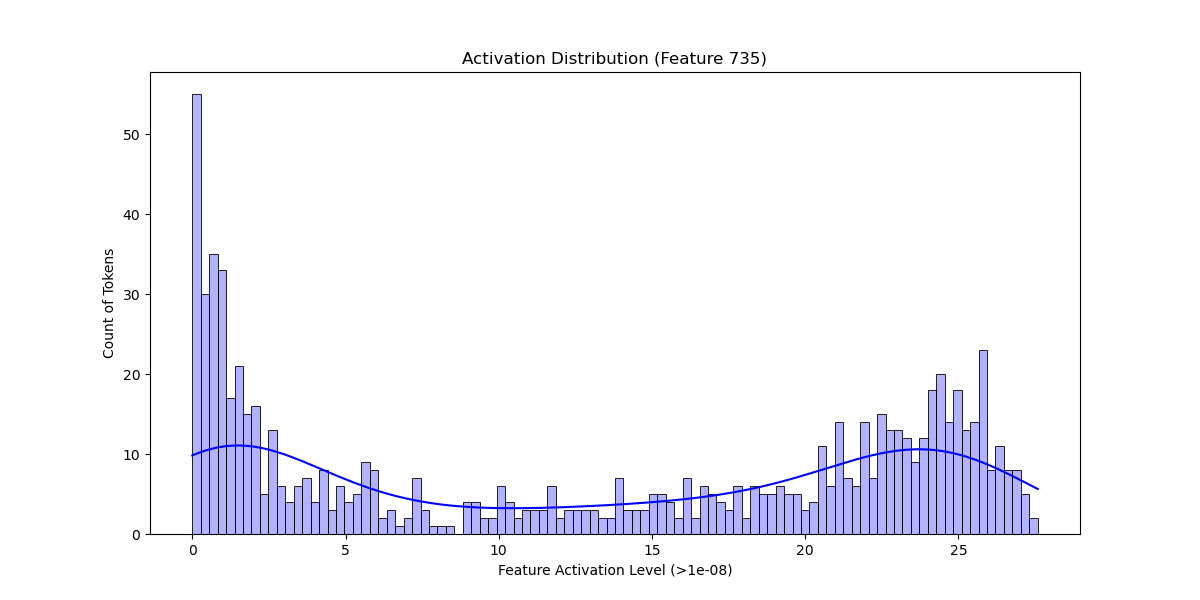 Activation Distribution (Feature 735)
Count of Tokens
50
40
30
20
10
0
0 5 10 15 20 25
Feature Activation Level (>1e-08)